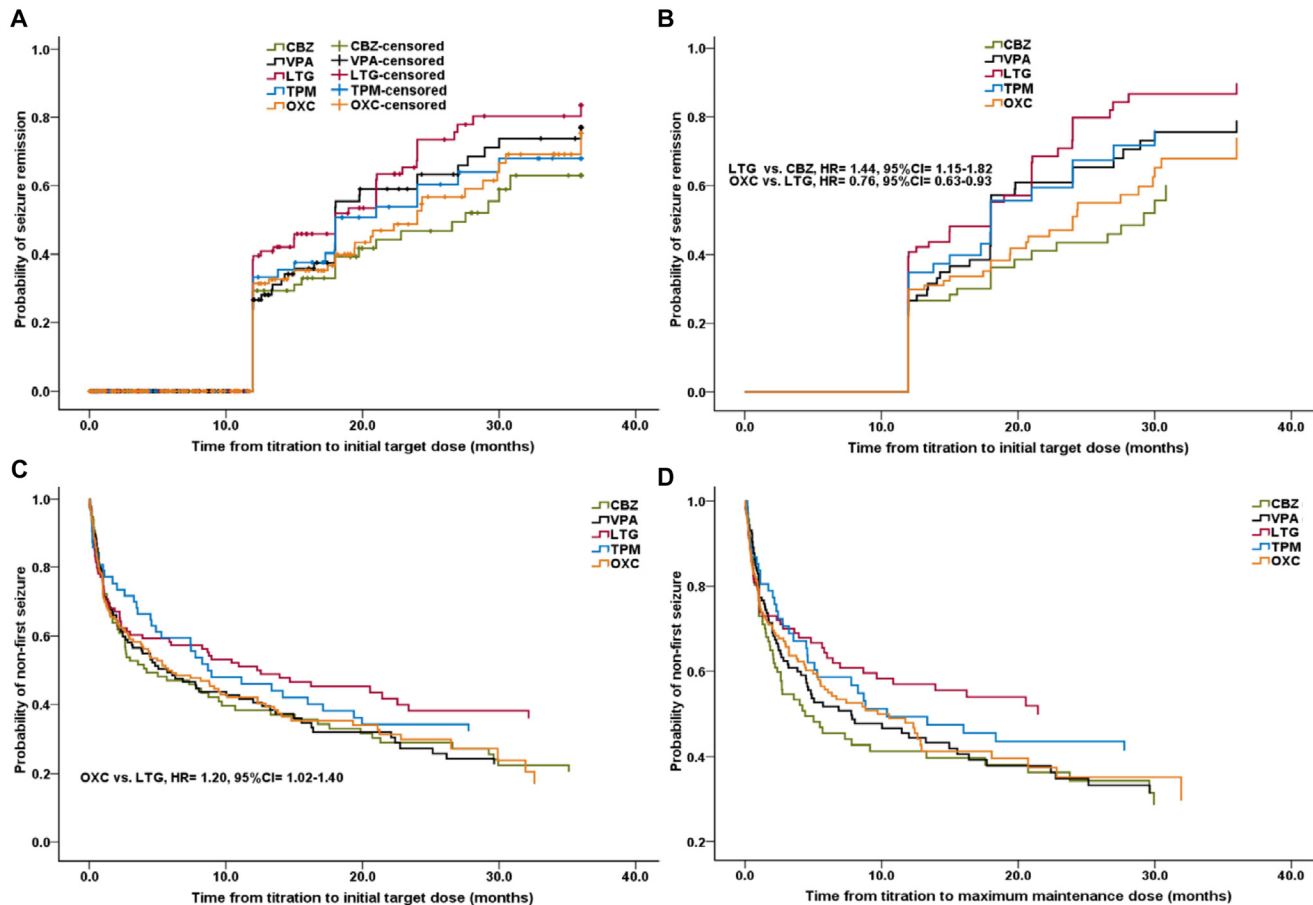 A
CBZ CBZ-censored
VPA VPA-censored
LTG LTG-censored
TPM TPM-censored
OXC OXC-censored
Probability of seizure remission
1.0
0.8
0.6
0.4
0.2
0.0
0.0 10.0 20.0 30.0 40.0
Time from titration to initial target dose (months)
B
CBZ
VPA
LTG
TPM
OXC
LTG vs. CBZ, HR= 1.44, 95%CI= 1.15-1.82
OXC vs. LTG, HR= 0.76, 95%CI= 0.63-0.93
Probability of seizure remission
1.0
0.8
0.6
0.4
0.2
0.0
0.0 10.0 20.0 30.0 40.0
Time from titration to initial target dose (months)
C
CBZ
VPA
LTG
TPM
OXC
OXC vs. LTG, HR= 1.20, 95%CI= 1.02-1.40
Probability of non-first seizure
1.0
0.8
0.6
0.4
0.2
0.0
0.0 10.0 20.0 30.0 40.0
Time from titration to initial target dose (months)
D
CBZ
VPA
LTG
TPM
OXC
Probability of non-first seizure
1.0
0.8
0.6
0.4
0.2
0.0 10.0 20.0 30.0 40.0
Time from titration to maximum maintenance dose (months)